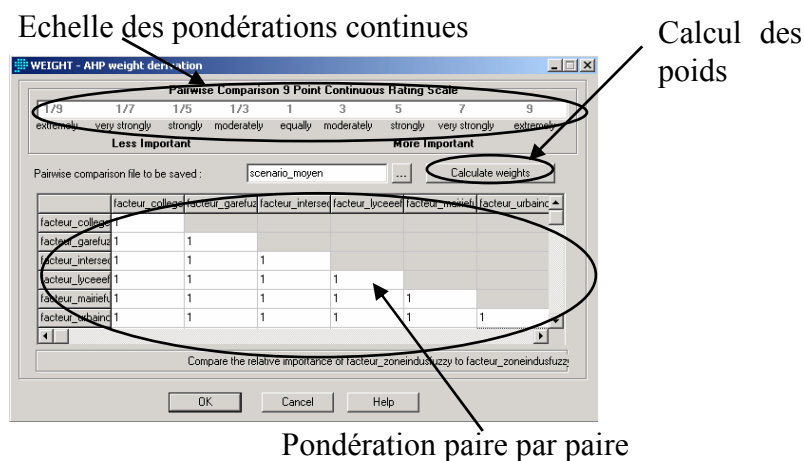 Echelle des pondérations continues
Calcul des
poids
WEIGHT - AHP weight derivation
Pairwise Comparison 9 Point Continuous Rating Scale
1/9 1/7 1/5 1/3 1 3 5 7 9
extremely very strongly strongly moderately equally moderately strongly very strongly extremely
Less Important More Important
Pairwise comparison file to be saved : scenario_moyen ... Calculate weights
facteur_college facteur_garefuz facteur_intersec facteur_lyceeef facteur_mairiefu facteur_urbainc
facteur_college 1
facteur_garefuz 1 1
facteur_intersec 1 1 1
facteur_lyceeef 1 1 1 1
facteur_mairiefu 1 1 1 1 1
facteur_urbainc 1 1 1 1 1 1
Compare the relative importance of facteur_zoneindusfuzzy to facteur_zoneindusfuzzy
OK Cancel Help
Pondération paire par paire